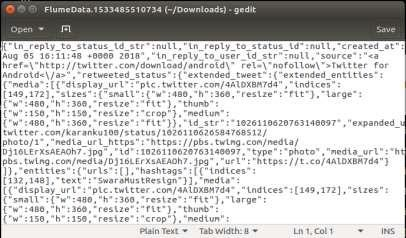 FlumeData.1533485510734 (~/Downloads) - gedit
Open Save
{"in_reply_to_status_id_str":null,"in_reply_to_status_id":null,"created_at":
Aug 05 16:11:48 +0000 2018","in_reply_to_user_id_str":null,"source":"<a
href=\"http://twitter.com/download/android\" rel=\"nofollow\">Twitter for
Android<\/a>","retweeted_status":{"extended_tweet":{"extended_entities":
{"media":[{"display_url":"pic.twitter.com/4AlDXBM7d4","indices":
[149,172],"sizes":{"small":{"w":480,"h":360,"resize":"fit"},"large":
{"w":480,"h":360,"resize":"fit"},"thumb":
{"w":150,"h":150,"resize":"crop"},"medium":
{"w":480,"h":360,"resize":"fit"}},"id_str":"1026110620763140097","expanded_u
twitter.com/karanku100/status/1026110626584768512/
photo/1","media_url_https":"https://pbs.twimg.com/media/
Dj16LErXsAEAOh7.jpg","id":1026110620763140097,"type":"photo","media_url":"ht
pbs.twimg.com/media/Dj16LErXsAEAOh7.jpg","url":"https://t.co/4AlDXBM7d4"}
]},"entities":{"urls":[],"hashtags":[{"indices":
[132,148],"text":"SwaraMustResign"}],"media":
[{"display_url":"pic.twitter.com/4AlDXBM7d4","indices":[149,172],"sizes":
{"small":{"w":480,"h":360,"resize":"fit"},"large":
{"w":480,"h":360,"resize":"fit"},"thumb":
{"w":150,"h":150,"resize":"crop"},"medium":
Plain Text Tab Width: 8 Ln 1, Col 1 INS